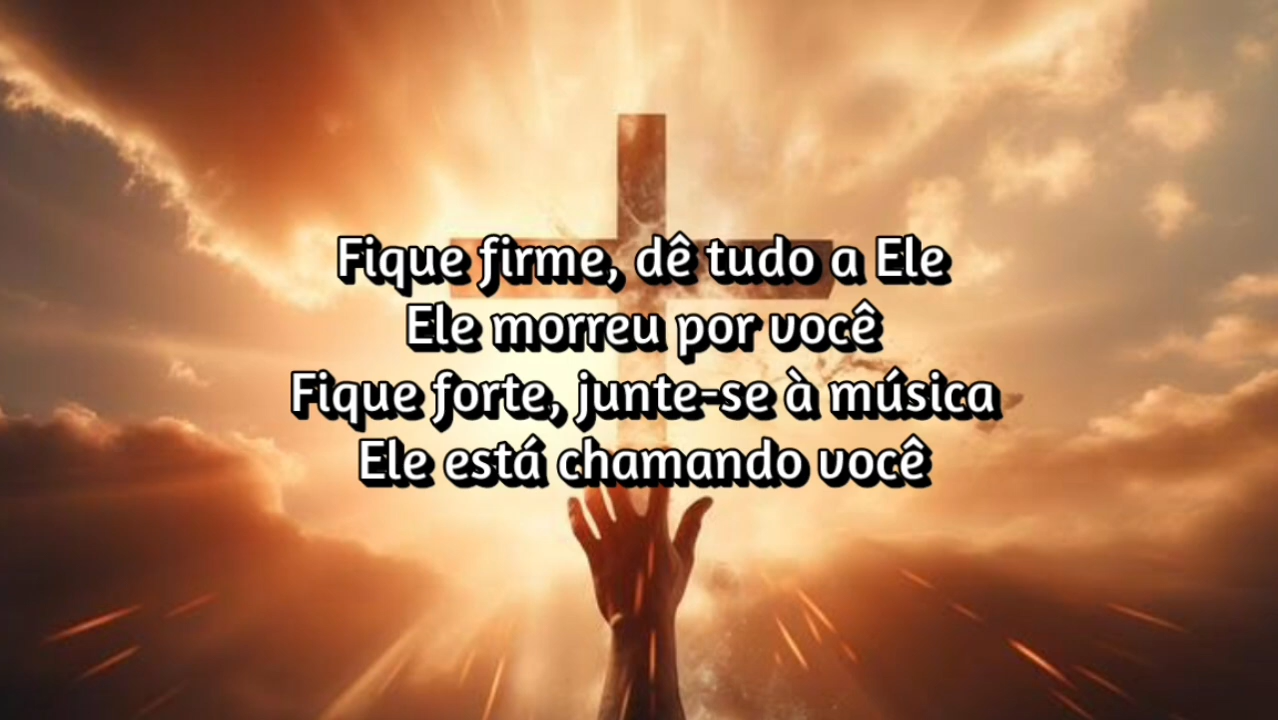 Fique firme, dê tudo a Ele
Ele morreu por você
Fique forte, junte-se à música
Ele está chamando você